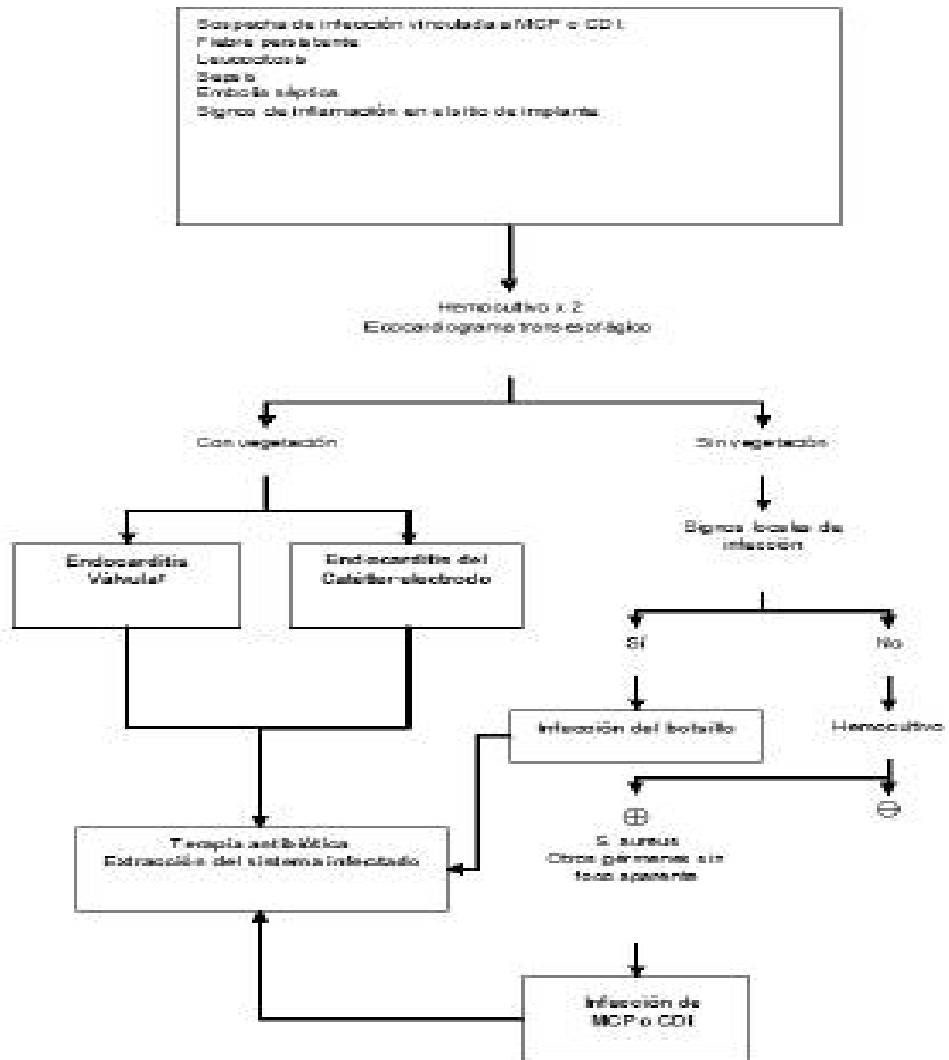 Sospecha de infección vinculada a MCP o CDI.
Fiebre persistente
Leucocitosis
Sepsis
Embolia séptica
Signos de inflamación en el sitio de implante
Hemocultivo x 2
Ecocardiograma trans-esofágico
Con vegetación
Sin vegetación
Endocarditis
Valvular
Endocarditis del
Catéter-electrodo
Signos locales de
infección
Sí
No
Infección del bolsillo
Hemocultivo
⊕
⊖
S. aureus
Otros gérmenes sin
foco aparente
Terapia antibiótica
Extracción del sistema infectado
Infección de
MCP o CDI